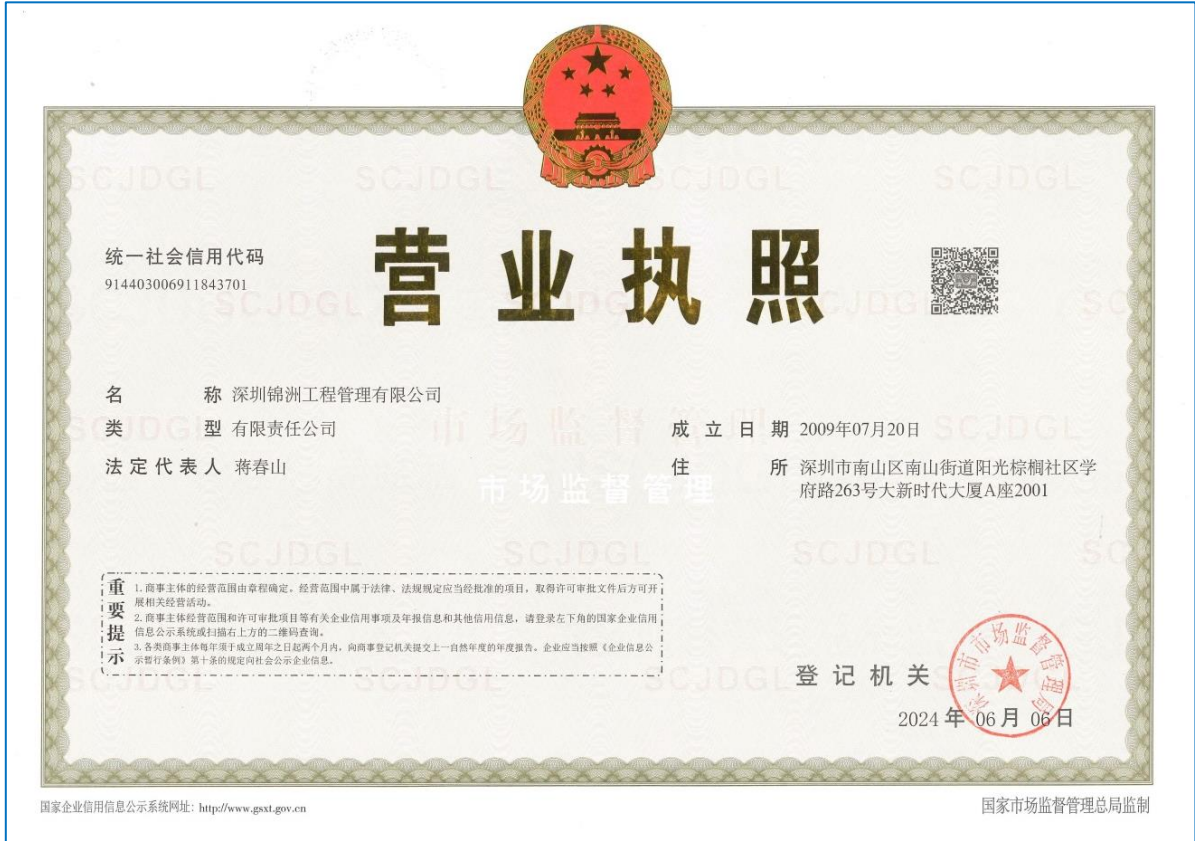 营业执照
统一社会信用代码
914403006911843701
名称 深圳锦洲工程管理有限公司
类型 有限责任公司
法定代表人 蒋春山
成立日期 2009年07月20日
住所 深圳市南山区南山街道阳光棕榈社区学
府路263号大新时代大厦A座2001
市场监督管理
市场监督管理
重要提示
1.商事主体的经营范围由章程确定。经营范围中属于法律、法规规定应当经批准的项目,取得许可审批文件后方可开
展相关经营活动。
2.商事主体经营范围和许可审批项目等有关企业信用事项及年报信息和其他信用信息,请登录左下角的国家企业信用
信息公示系统或扫描右上方的二维码查询。
3.各类商事主体每年须于成立周年之日起两个月内,向商事登记机关提交上一自然年度的年度报告。企业应当按照《企业信息公
示暂行条例》第十条的规定向社会公示企业信息。
登记机关
深圳市市场监督管理局
2024年06月06日
国家企业信用信息公示系统网址:http://www.gsxt.gov.cn
国家市场监督管理总局监制
SCJDGL